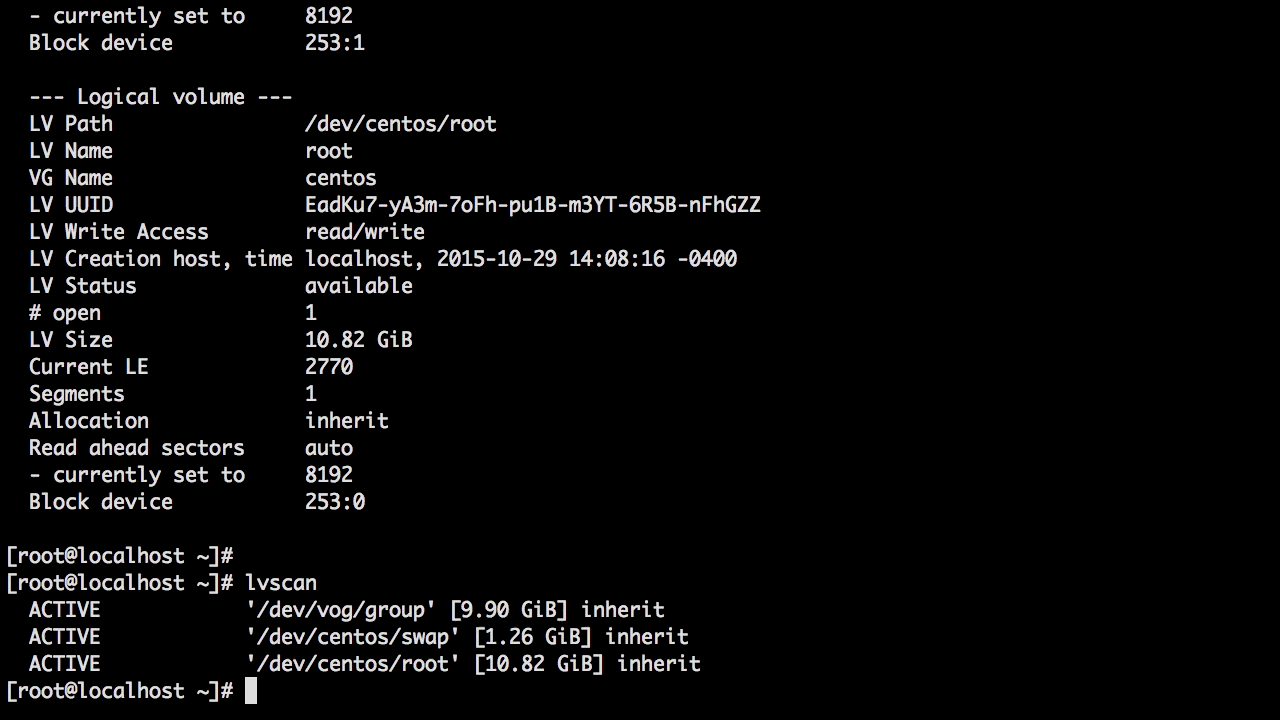 - currently set to 8192
Block device 253:1
--- Logical volume ---
LV Path /dev/centos/root
LV Name root
VG Name centos
LV UUID EadKu7-yA3m-7oFh-pu1B-m3YT-6R5B-nFhGZZ
LV Write Access read/write
LV Creation host, time localhost, 2015-10-29 14:08:16 -0400
LV Status available
# open 1
LV Size 10.82 GiB
Current LE 2770
Segments 1
Allocation inherit
Read ahead sectors auto
- currently set to 8192
Block device 253:0
[root@localhost ~]#
[root@localhost ~]# lvscan
ACTIVE '/dev/vog/group' [9.90 GiB] inherit
ACTIVE '/dev/centos/swap' [1.26 GiB] inherit
ACTIVE '/dev/centos/root' [10.82 GiB] inherit
[root@localhost ~]#